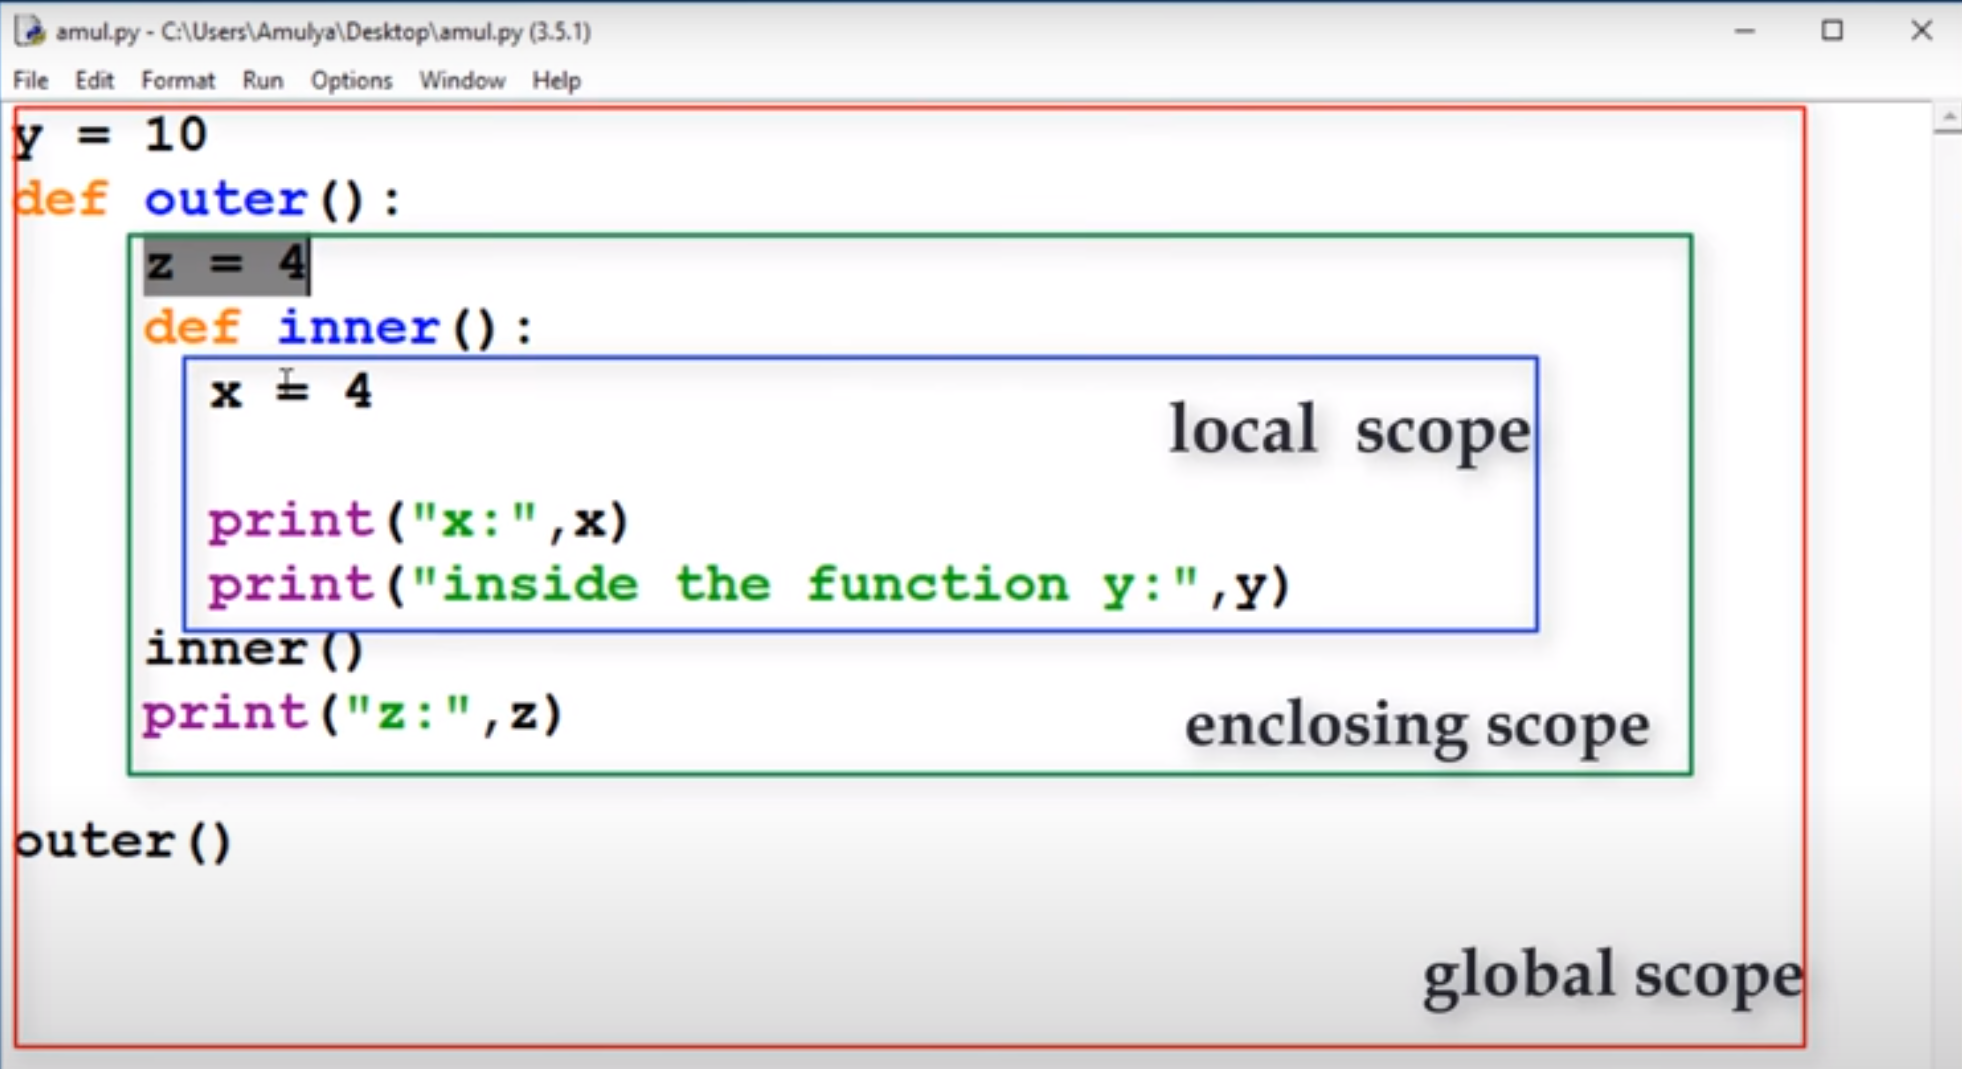 amul.py - C:\Users\Amulya\Desktop\amul.py (3.5.1)
File Edit Format Run Options Window Help
y = 10
def outer():
    z = 4
    def inner():
        x = 4
local scope
        print("x:",x)
        print("inside the function y:",y)
    inner()
    print("z:",z)
enclosing scope
outer()
global scope